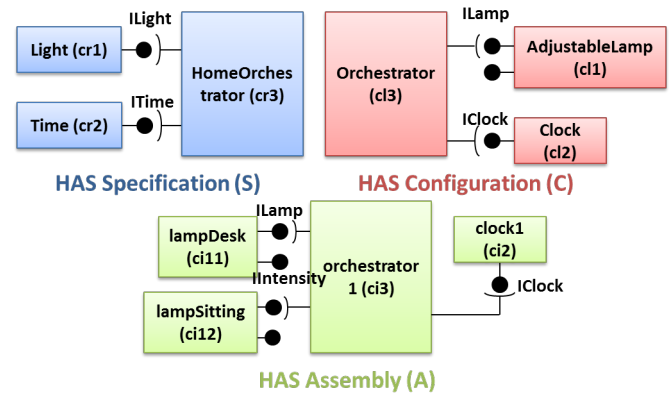 ILight
Light (cr1)
HomeOrches
trator (cr3)
ITime
Time (cr2)
HAS Specification (S)
ILamp
Orchestrator
(cl3)
AdjustableLamp
(cl1)
IClock
Clock
(cl2)
HAS Configuration (C)
ILamp
lampDesk
(ci11)
IIntensity
lampSitting
(ci12)
orchestrator
1 (ci3)
clock1
(ci2)
IClock
HAS Assembly (A)